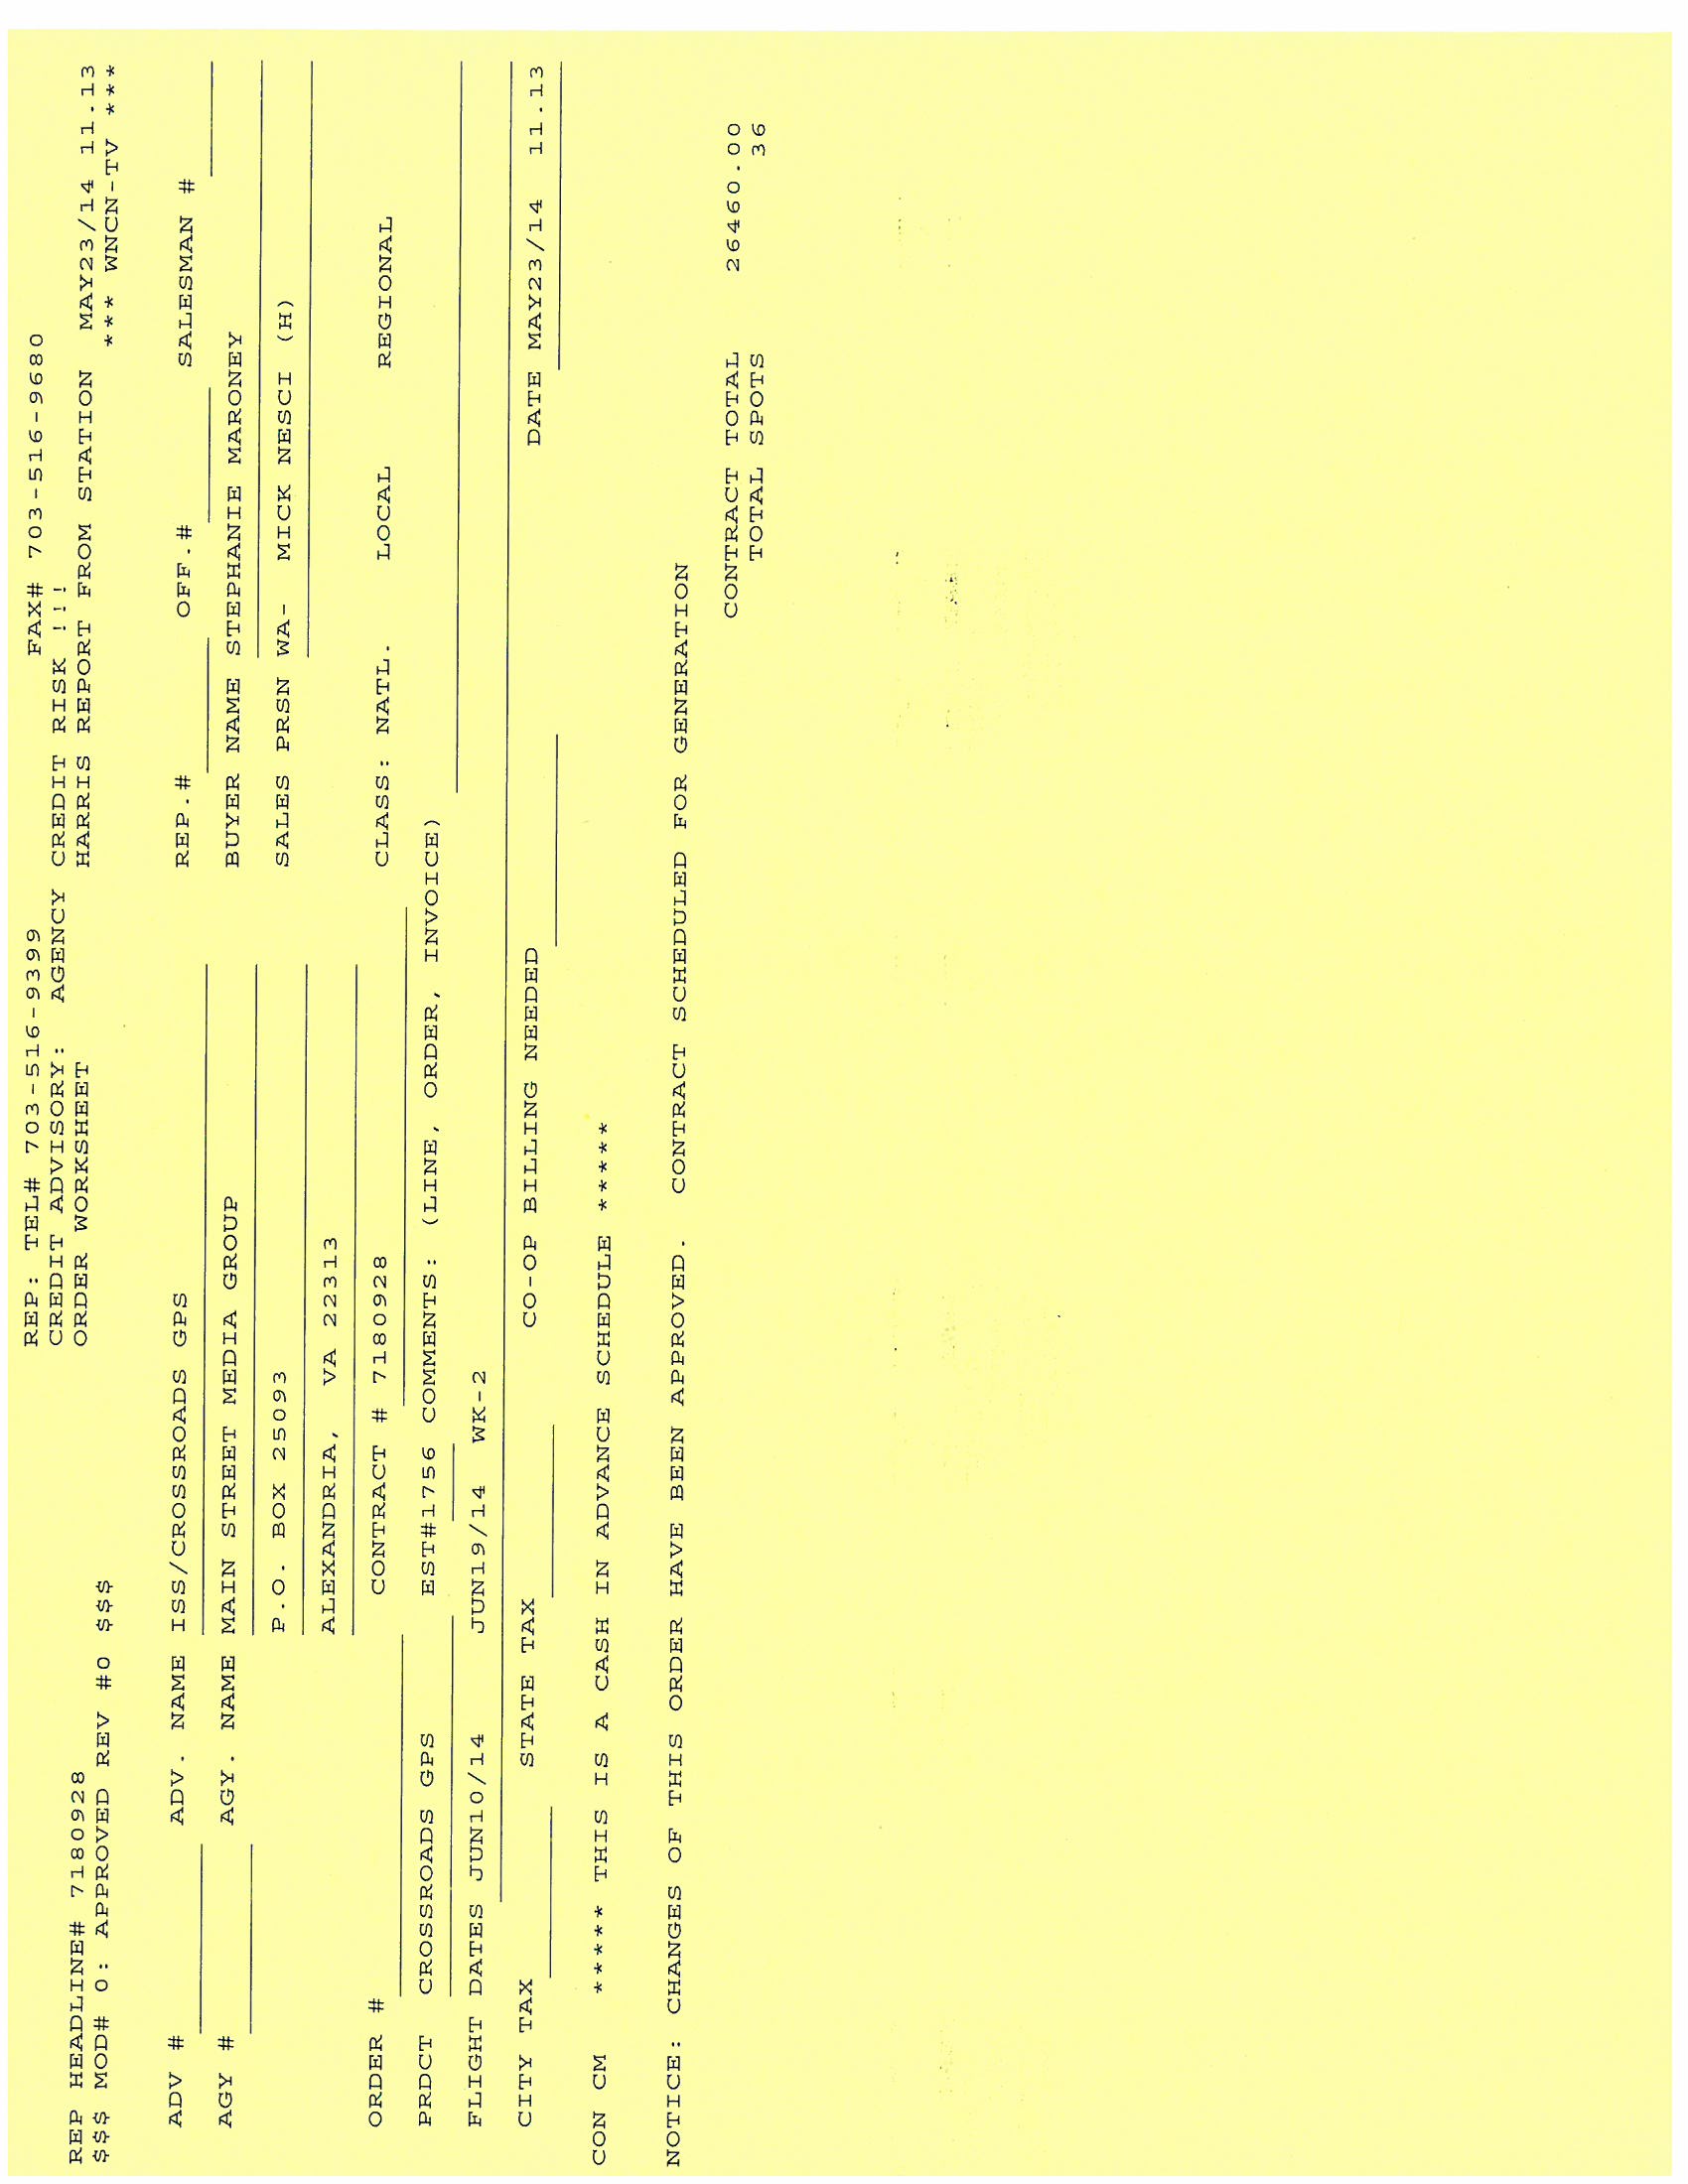 REP: TEL# 703-516-9399 FAX# 703-516-9680
CREDIT ADVISORY: AGENCY CREDIT RISK !!!
REP HEADLINE# 7180928 ORDER WORKSHEET HARRIS REPORT FROM STATION MAY23/14 11.13
$$$ MOD# 0: APPROVED REV #0 $$$ *** WNCN-TV ***
ADV # ADV. NAME ISS/CROSSROADS GPS REP.# OFF.# SALESMAN #
AGY # AGY. NAME MAIN STREET MEDIA GROUP BUYER NAME STEPHANIE MARONEY
P.O. BOX 25093 SALES PRSN WA- MICK NESCI (H)
ALEXANDRIA, VA 22313
ORDER # CONTRACT # 7180928 CLASS: NATL. LOCAL REGIONAL
PRDCT CROSSROADS GPS EST#1756 COMMENTS: (LINE, ORDER, INVOICE)
FLIGHT DATES JUN10/14 JUN19/14 WK-2
CITY TAX STATE TAX CO-OP BILLING NEEDED DATE MAY23/14 11.13
CON CM ***** THIS IS A CASH IN ADVANCE SCHEDULE *****
NOTICE: CHANGES OF THIS ORDER HAVE BEEN APPROVED. CONTRACT SCHEDULED FOR GENERATION
CONTRACT TOTAL 26460.00
TOTAL SPOTS 36